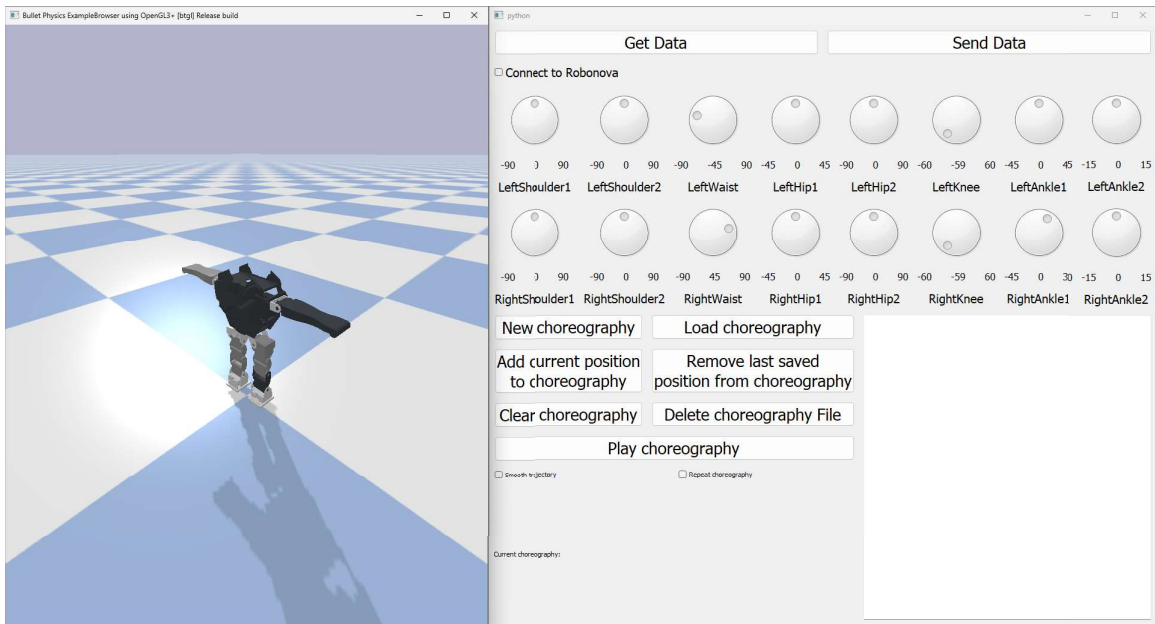 Bullet Physics ExampleBrowser using OpenGL3+ [btgl] Release build
python
Get Data Send Data
Connect to Robonova
-90 0 90 -90 0 90 -90 -45 90 -45 0 45 -90 0 90 -60 -59 60 -45 0 45 -15 0 15
LeftShoulder1 LeftShoulder2 LeftWaist LeftHip1 LeftHip2 LeftKnee LeftAnkle1 LeftAnkle2
-90 0 90 -90 0 90 -90 45 90 -45 0 45 -90 0 90 -60 -59 60 -45 0 30 -15 0 15
RightShoulder1 RightShoulder2 RightWaist RightHip1 RightHip2 RightKnee RightAnkle1 RightAnkle2
New choreography Load choreography
Add current position to choreography
Remove last saved position from choreography
Clear choreography Delete choreography File
Play choreography
Smooth trajectory Repeat choreography
Current choreography: